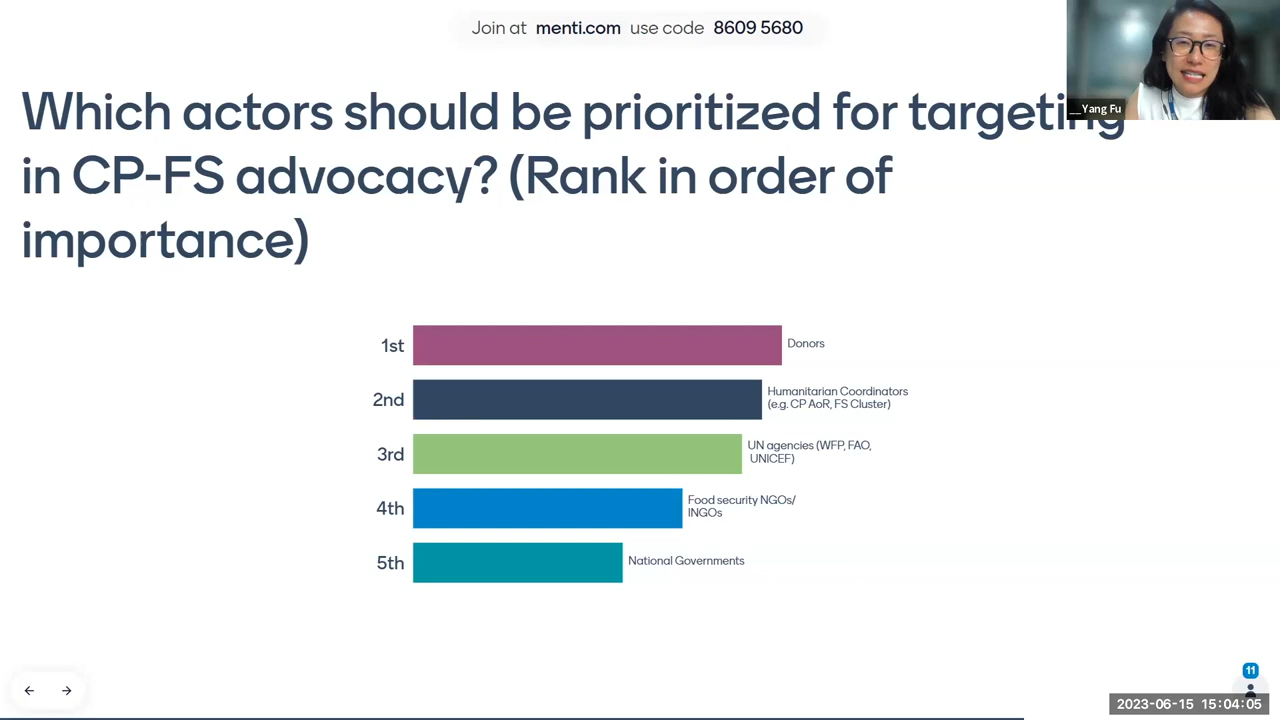 Join at menti.com use code 8609 5680
Yang Fu
Which actors should be prioritized for targeting
in CP-FS advocacy? (Rank in order of
importance)
1st
Donors
2nd
Humanitarian Coordinators
(e.g. CP AoR, FS Cluster)
3rd
UN agencies (WFP, FAO,
UNICEF)
4th
Food security NGOs/
INGOs
5th
National Governments
11
2023-06-15 15:04:05